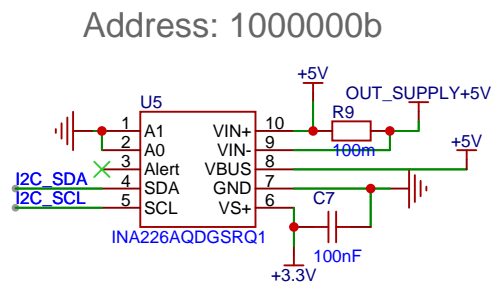 Address: 1000000b
+5V
OUT_SUPPLY+5V
U5
R9
+5V
1 A1 VIN+ 10
100m
2 A0 VIN- 9
3 Alert VBUS 8
I2C_SDA 4 SDA GND 7
I2C_SCL 5 SCL VS+ 6
C7
INA226AQDGSRQ1
100nF
+3.3V